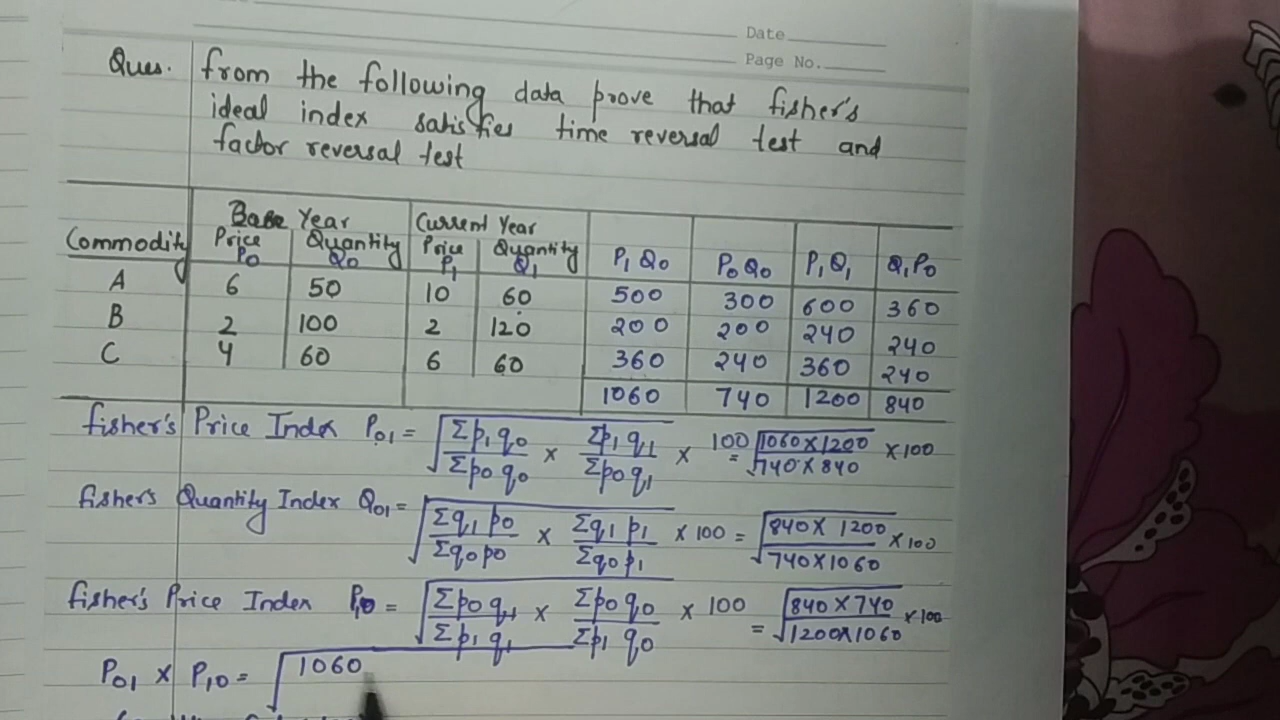 Date
Page No.
Ques. from the following data prove that fisher's
ideal index satisfies time reversal test and
factor reversal test
Commodity | Base Year | Current Year
Price P0 | Quantity Q0 | Price P1 | Quantity Q1 | P1 Q0 | P0 Q0 | P1 Q1 | Q1 P0
A 6 50 10 60 500 300 600 360
B 2 100 2 120 200 200 240 240
C 4 60 6 60 360 240 360 240
1060 740 1200 840
fisher's Price Index P01 = √(Σp1q0/Σp0q0 × Σp1q1/Σp0q1) × 100 = √(1060×1200/740×840) ×100
fisher's Quantity Index Q01 = √(Σq1p0/Σq0p0 × Σq1p1/Σq0p1) × 100 = √(840×1200/740×1060) ×100
fisher's Price Index P10 = √(Σp0q1/Σp1q1 × Σp0q0/Σp1q0) × 100 = √(840×740/1200×1060) ×100
P01 × P10 = √1060